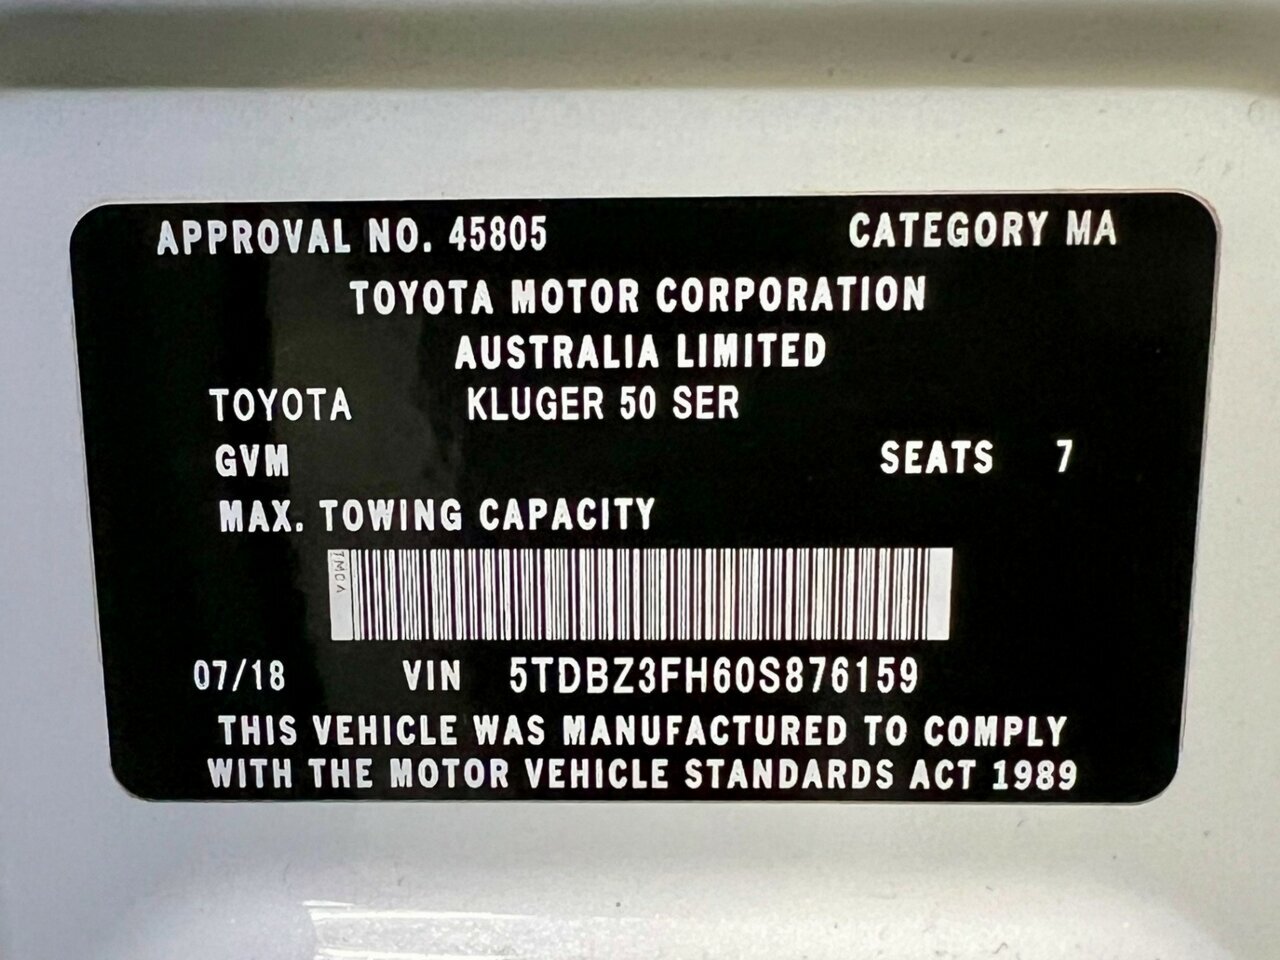 APPROVAL NO. 45805 CATEGORY MA
TOYOTA MOTOR CORPORATION
AUSTRALIA LIMITED
TOYOTA KLUGER 50 SER
GVM SEATS 7
MAX. TOWING CAPACITY
TMCA
07/18 VIN 5TDBZ3FH60S876159
THIS VEHICLE WAS MANUFACTURED TO COMPLY
WITH THE MOTOR VEHICLE STANDARDS ACT 1989